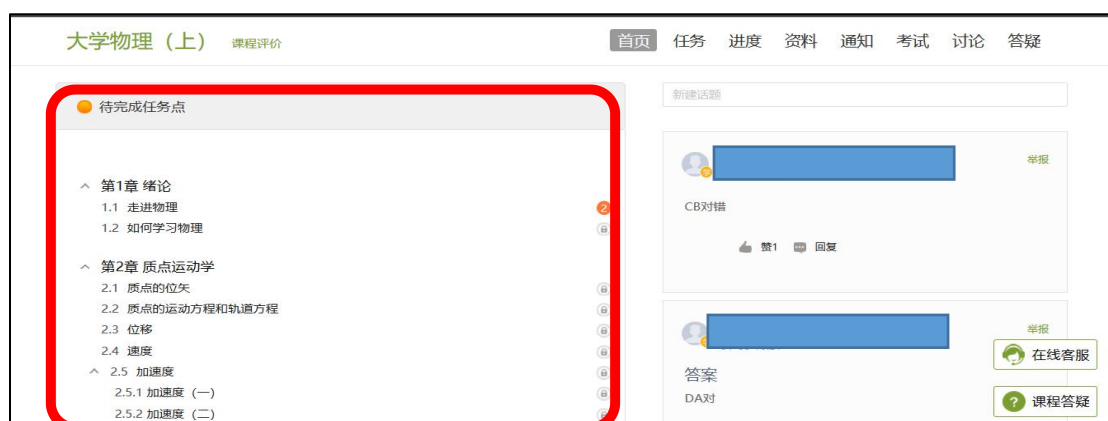 大学物理（上） 课程评价
首页 任务 进度 资料 通知 考试 讨论 答疑
待完成任务点
第1章 绪论
1.1 走进物理 2
1.2 如何学习物理
第2章 质点运动学
2.1 质点的位矢
2.2 质点的运动方程和轨道方程
2.3 位移
2.4 速度
2.5 加速度
2.5.1 加速度（一）
2.5.2 加速度（二）
新建话题
举报
CB对错
赞1 回复
举报
答案
DA对
在线客服
? 课程答疑